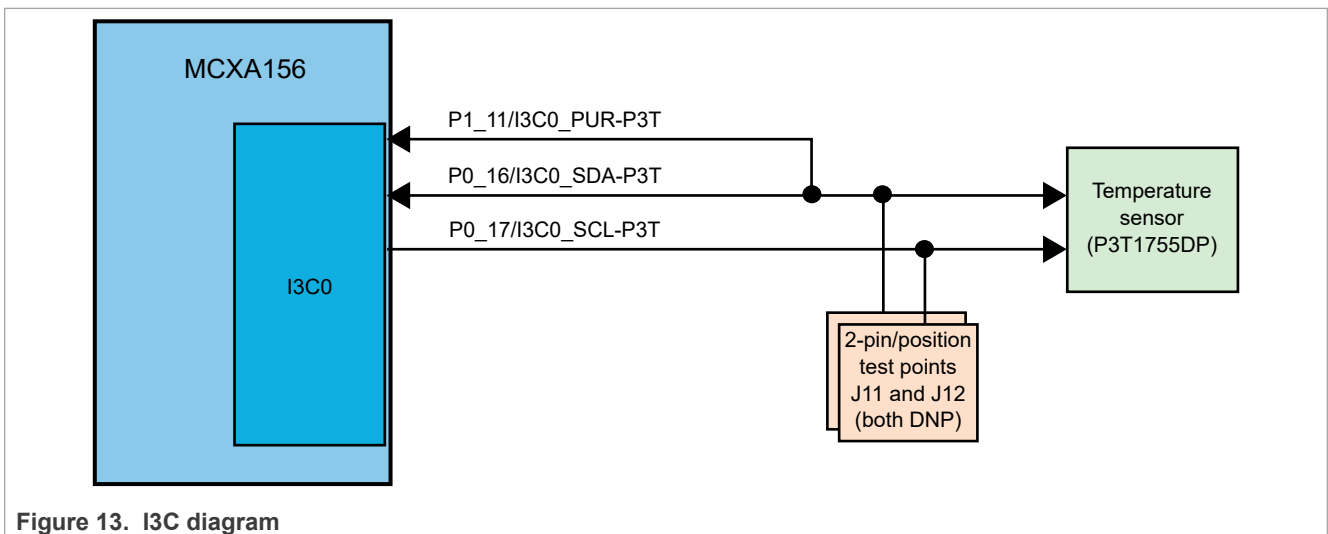 MCXA156
P1_11/I3C0_PUR-P3T
P0_16/I3C0_SDA-P3T
P0_17/I3C0_SCL-P3T
I3C0
Temperature
sensor
(P3T1755DP)
2-pin/position
test points
J11 and J12
(both DNP)
Figure 13. I3C diagram